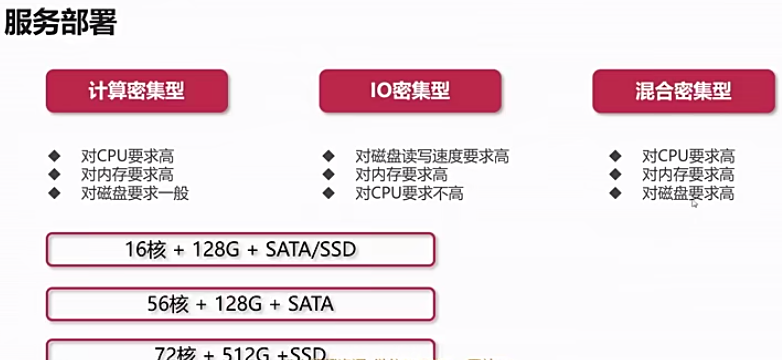 服务部署
计算密集型
IO密集型
混合密集型
对CPU要求高
对内存要求高
对磁盘要求一般
对磁盘读写速度要求高
对内存要求高
对CPU要求不高
对CPU要求高
对内存要求高
对磁盘要求高
16核 + 128G + SATA/SSD
56核 + 128G + SATA
72核 + 512G +SSD